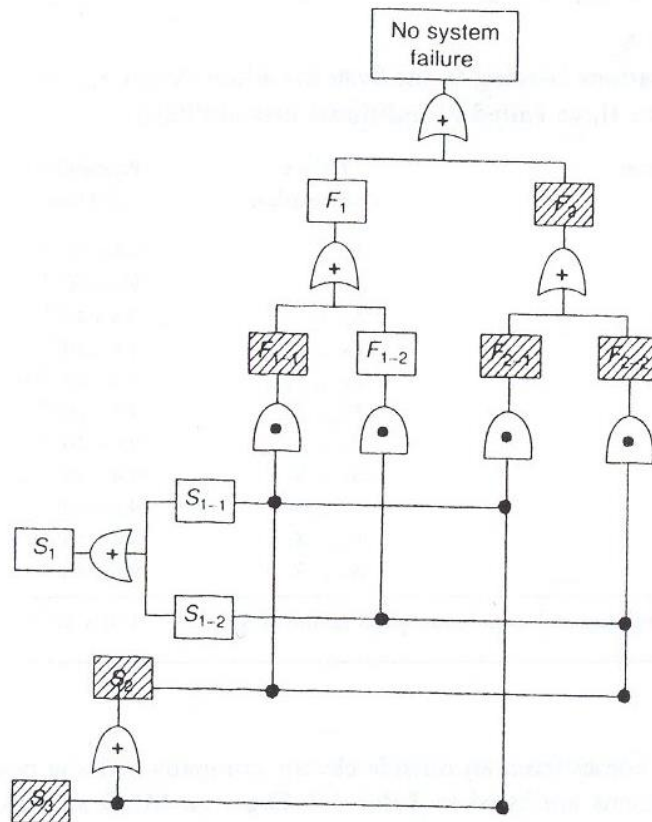 No system
failure
+
F1 F2
+ +
F1-1 F1-2 F2-1 F2-2
S1-1
S1 +
S1-2
S2
+
S3